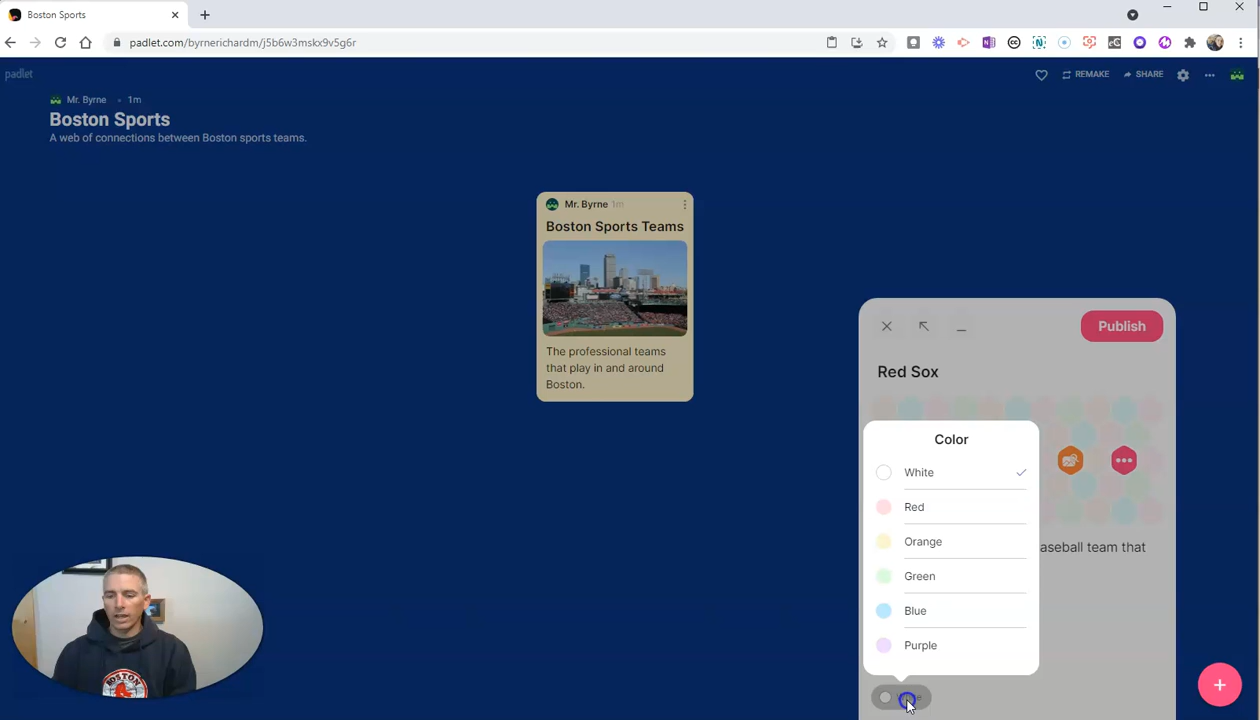 Boston Sports
padlet.com/byrnerichardm/j5b6w3mskx9v5g6r
padlet
REMAKE
SHARE
Mr. Byrne • 1m
Boston Sports
A web of connections between Boston sports teams.
Mr. Byrne 1m
Boston Sports Teams
The professional teams
that play in and around
Boston.
Publish
Red Sox
Color
White
Red
Orange
Green
Blue
Purple
aseball team that